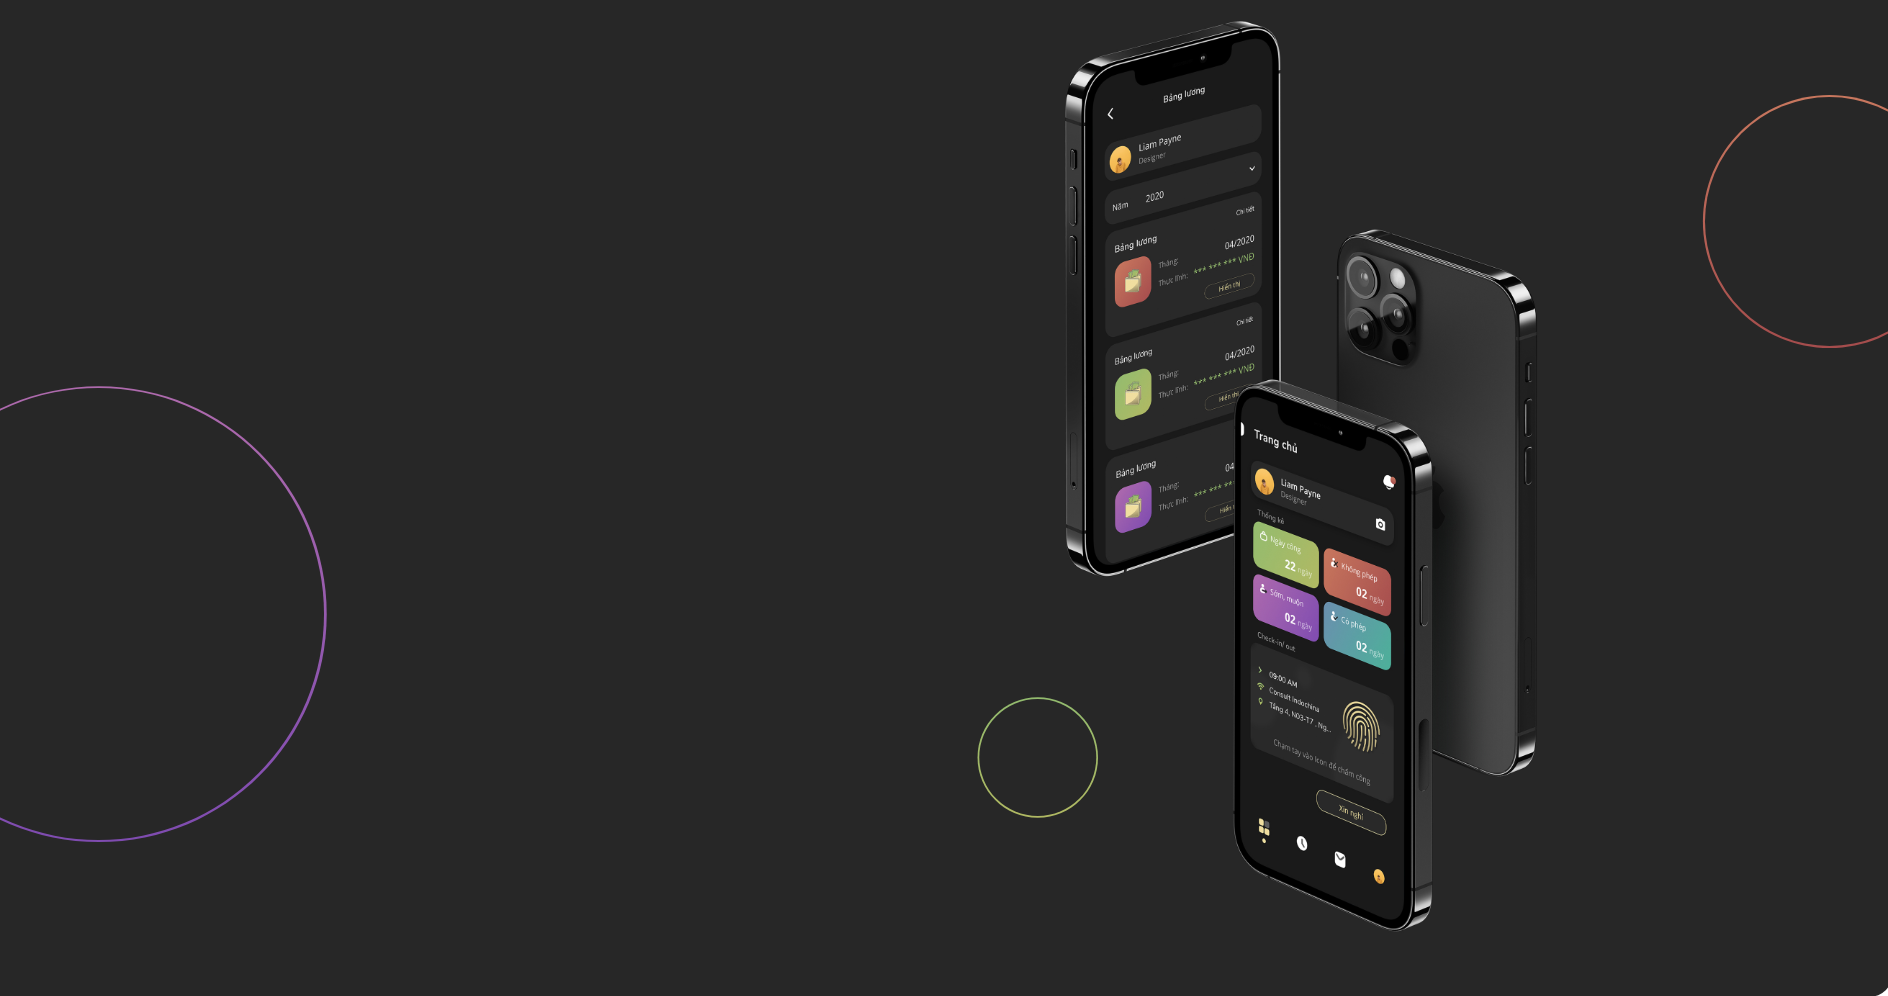 Bảng lương
Liam Payne
Designer
Năm 2020
Chi tiết
Bảng lương
04/2020
Tháng:
Thực lĩnh: *** *** *** VNĐ
Hiển thị
Chi tiết
Bảng lương
04/2020
Tháng:
Thực lĩnh: *** *** *** VNĐ
Hiển thị
Bảng lương
04
Tháng:
Thực lĩnh: *** ***
Hiển
Trang chủ
Liam Payne
Designer
Thống kê
Ngày công
22 ngày
Không phép
02 ngày
Sớm, muộn
02 ngày
Có phép
02 ngày
Check-in/ out
09:00 AM
Consult Indochina
Tầng 4, N03-T7 , Ng...
Chạm tay vào icon để chấm công
Xin nghỉ